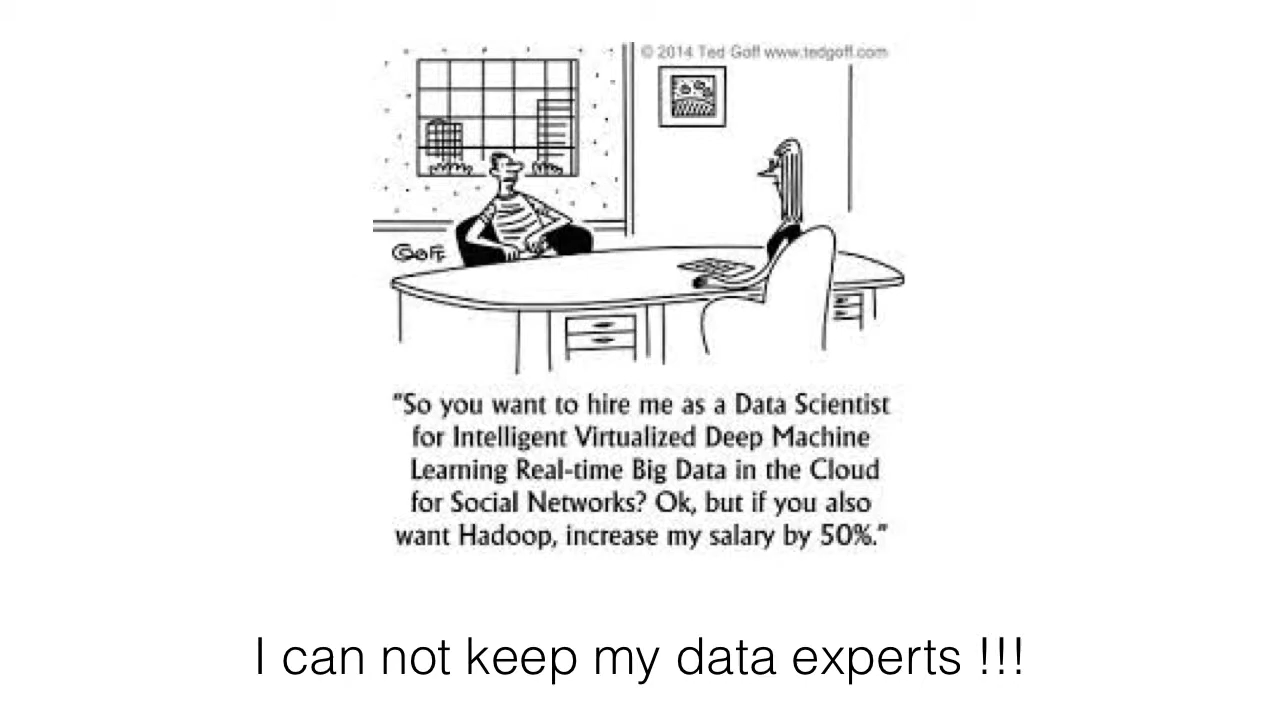 © 2014 Ted Goff www.tedgoff.com
GOFF
"So you want to hire me as a Data Scientist
for Intelligent Virtualized Deep Machine
Learning Real-time Big Data in the Cloud
for Social Networks? Ok, but if you also
want Hadoop, increase my salary by 50%."
I can not keep my data experts !!!